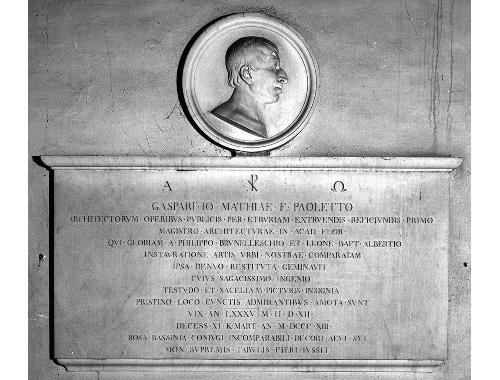 Α ☧ Ω
GASPARI · IO · MATHIAE · F · PAOLETTO
ARCHITECTORVM · OPERIBVS · PVBLICIS · PER · ETRVRIAM · EXTRVENDIS · REFICIVNDIS · PRIMO
MAGISTRO · ARCHITECTVRAE · IN · ACAD · FLOR
QVI · GLORIAM · A · PHILIPPO · BRVNELLESCHIO · ET · LEONE · BAPT · ALBERTIO
INSTAVRATIONE · ARTIS · VRBI · NOSTRAE · COMPARATAM
IPSA · DENVO · RESTITVTA · GEMINAVIT
CVIVS · SAGACISSIMO · INGENIO
TESTVDO · ET · SACELLVM · PICTVRIS · INSIGNIA
PRISTINO · LOCO · CVNCTIS · ADMIRANTIBVS · AMOTA · SVNT
VIX · AN · LXXXV · M · II · D · XII
DECESS · XI · K · MART · AN · M · DCCC · XIII
ROSA · BASSINIA · CONIVGI · INCOMPARABILI · DECORI · AEVI · SVI
MON · SVPREMIS · TABVLIS · FIERI · IVSSIT